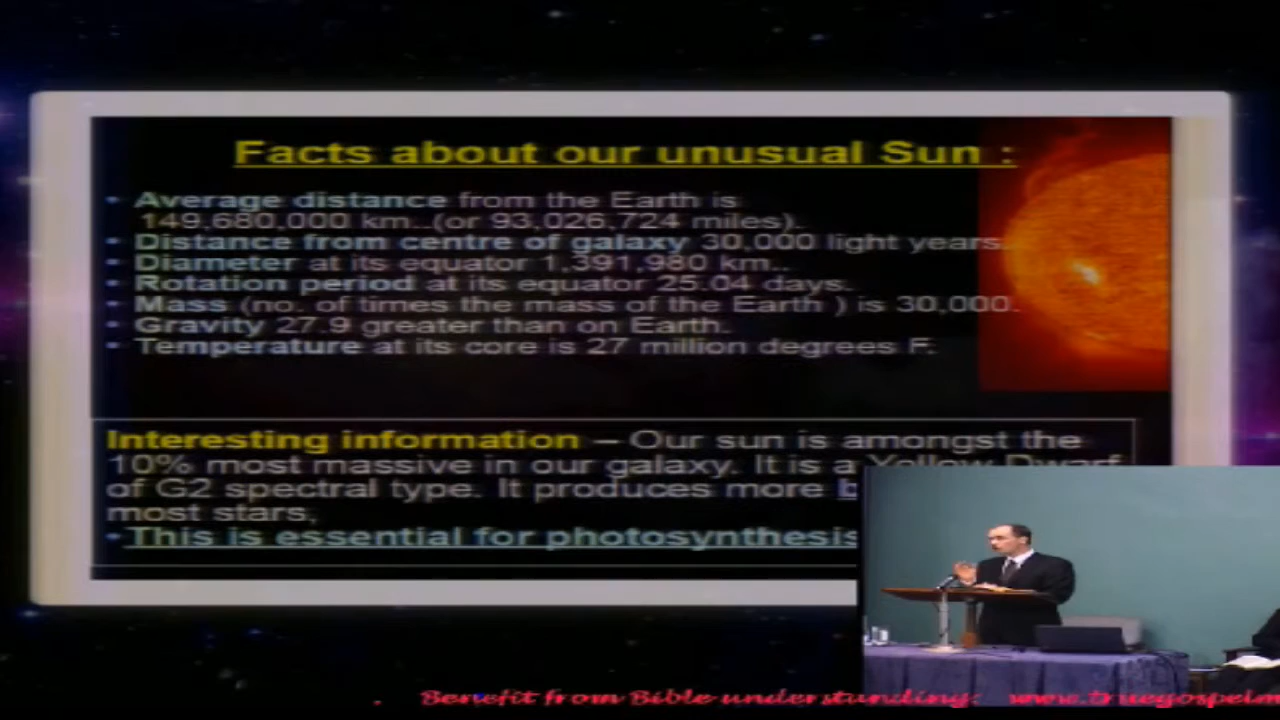 Facts about our unusual Sun :
• Average distance from the Earth is
149,680,000 km..(or 93,026,724 miles).
• Distance from centre of galaxy 30,000 light years..
• Diameter at its equator 1,391,980 km..
• Rotation period at its equator 25.04 days.
• Mass (no. of times the mass of the Earth ) is 30,000.
• Gravity 27.9 greater than on Earth.
• Temperature at its core is 27 million degrees F.
Interesting information – Our sun is amongst the
10% most massive in our galaxy. It is a Yellow Dwarf
of G2 spectral type. It produces more
most stars,
•This is essential for photosynthesis
Benefit from Bible understanding: www.truegospelm